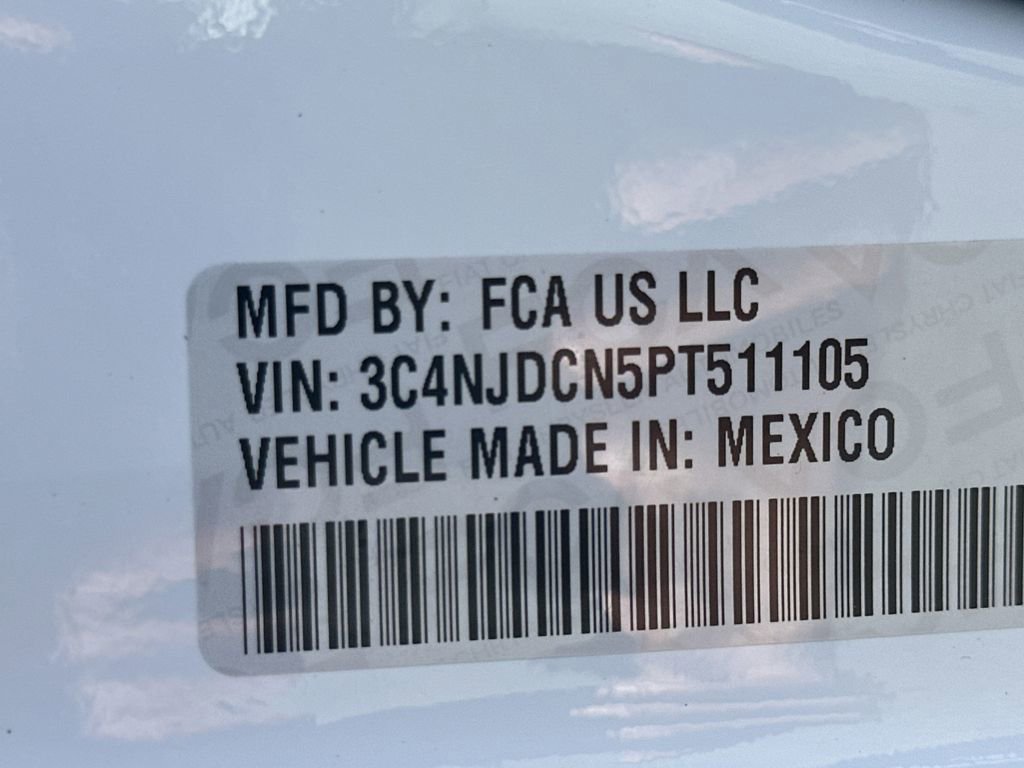 MFD BY: FCA US LLC
VIN: 3C4NJDCN5PT511105
VEHICLE MADE IN: MEXICO